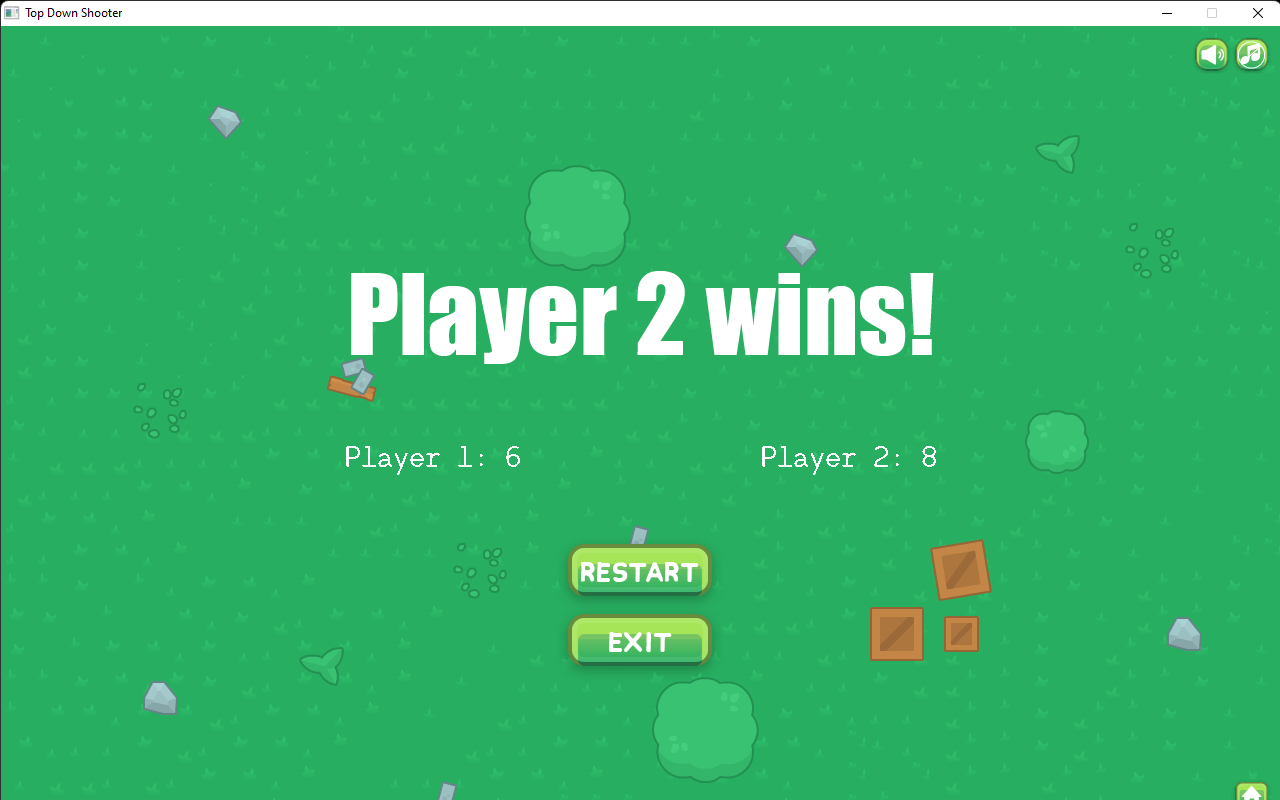 Top Down Shooter
Player 2 wins!
Player 1: 6
Player 2: 8
RESTART
EXIT